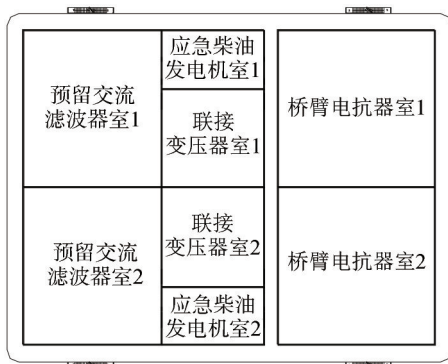 应急柴油
发电机室1
预留交流
滤波器室1
联接
变压器室1
桥臂电抗器室1
预留交流
滤波器室2
联接
变压器室2
桥臂电抗器室2
应急柴油
发电机室2